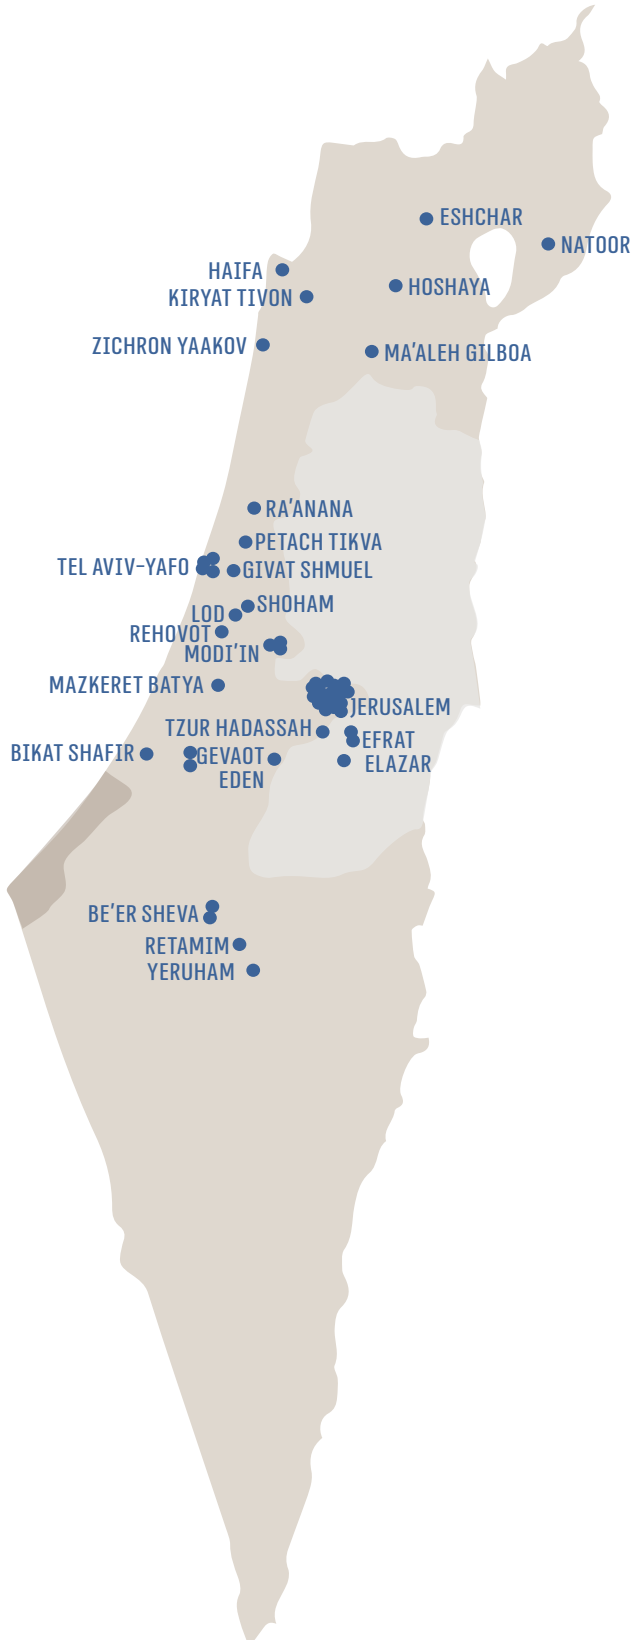 ESHCHAR
NATOOR
HAIFA
HOSHAYA
KIRYAT TIVON
ZICHRON YAAKOV
MA'ALEH GILBOA
RA'ANANA
PETACH TIKVA
TEL AVIV-YAFO
GIVAT SHMUEL
SHOHAM
LOD
REHOVOT
MODI'IN
MAZKERET BATYA
JERUSALEM
TZUR HADASSAH
EFRAT
BIKAT SHAFIR
GEVAOT
ELAZAR
EDEN
BE'ER SHEVA
RETAMIM
YERUHAM